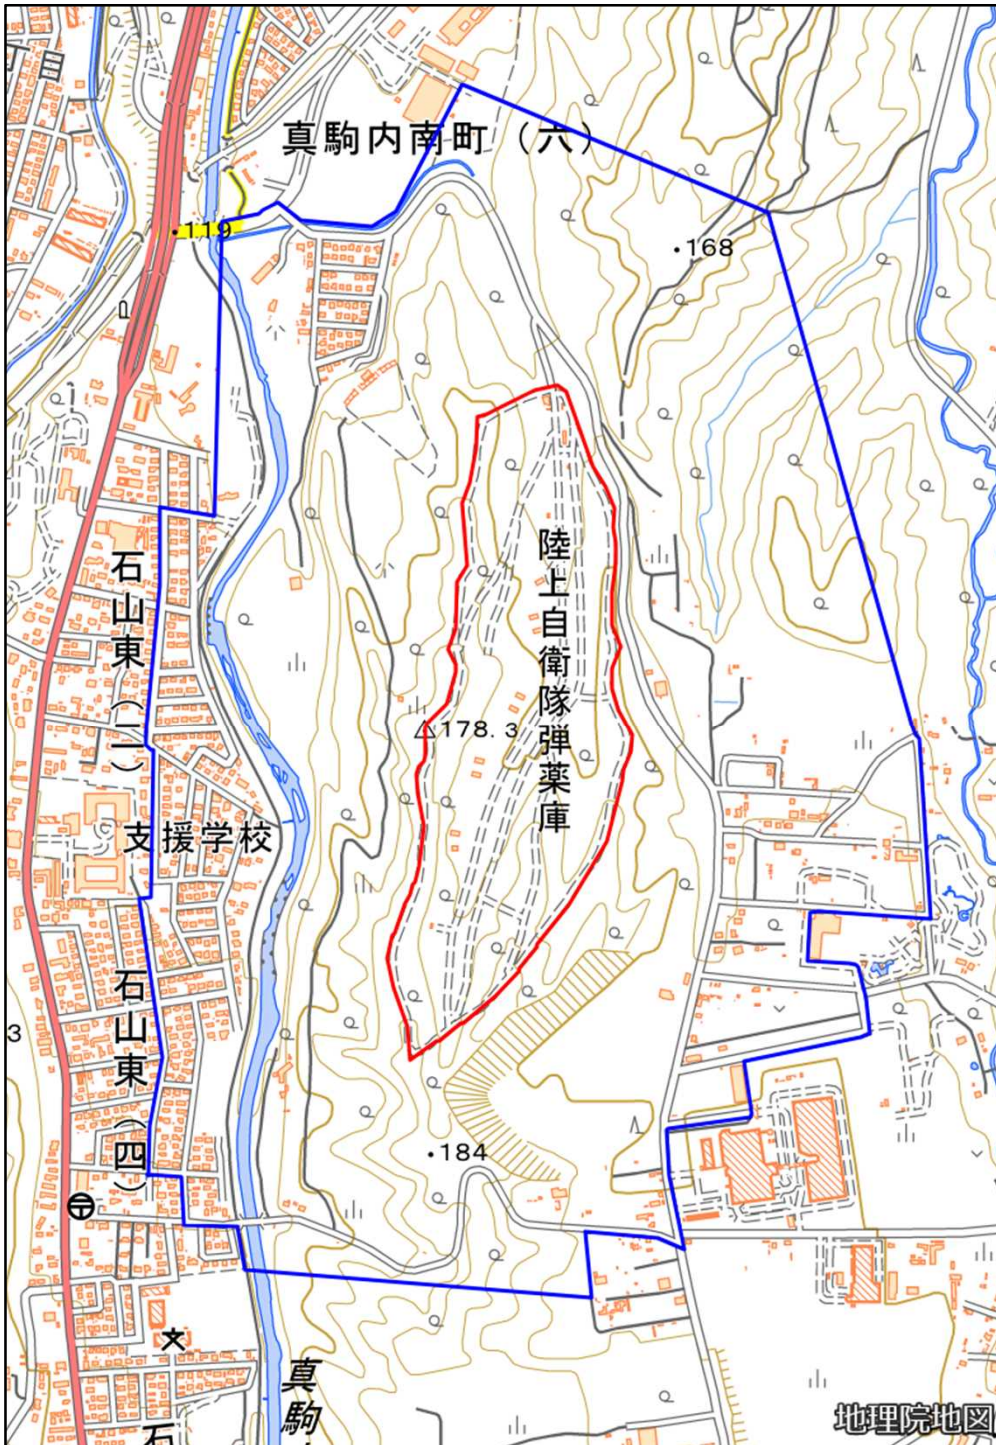 真駒内南町（六）
119
168
陸上自衛隊弾薬庫
石山東（二）
178.3
支援学校
石山東（四）
3
184
真駒
石
地理院地図